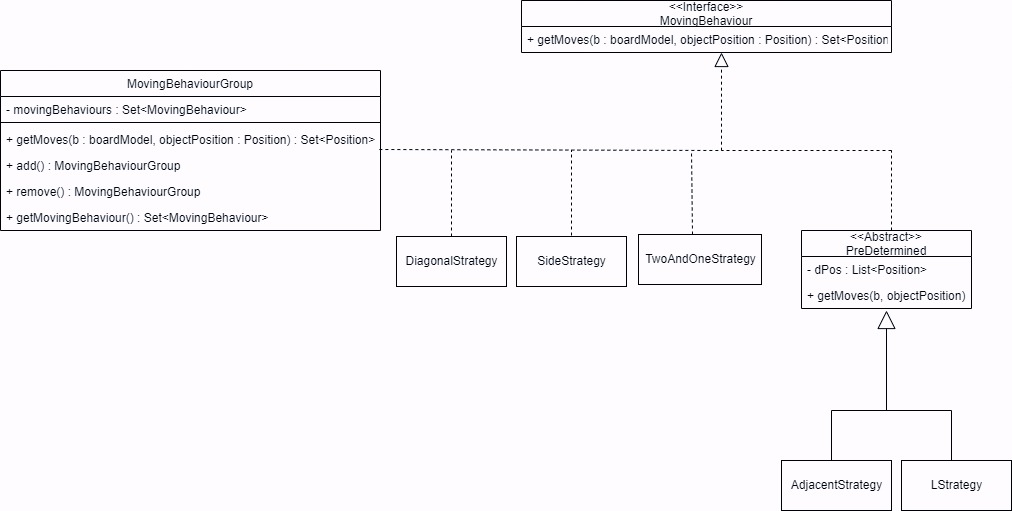 <<Interface>>
MovingBehaviour
+ getMoves(b : boardModel, objectPosition : Position) : Set<Position
MovingBehaviourGroup
- movingBehaviours : Set<MovingBehaviour>
+ getMoves(b : boardModel, objectPosition : Position) : Set<Position>
+ add() : MovingBehaviourGroup
+ remove() : MovingBehaviourGroup
+ getMovingBehaviour() : Set<MovingBehaviour>
DiagonalStrategy
SideStrategy
TwoAndOneStrategy
<<Abstract>>
PreDetermined
- dPos : List<Position>
+ getMoves(b, objectPosition)
AdjacentStrategy
LStrategy